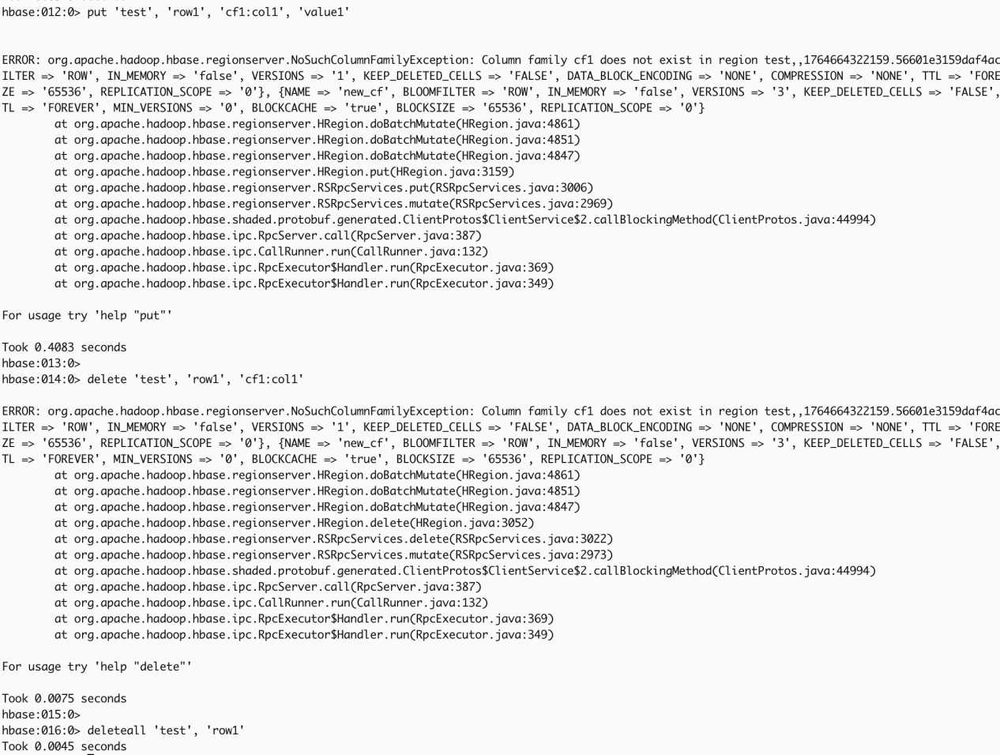 hbase:012:0> put 'test', 'row1', 'cf1:col1', 'value1'
ERROR: org.apache.hadoop.hbase.regionserver.NoSuchColumnFamilyException: Column family cf1 does not exist in region test,,1764664322159.56601e3159daf4ac
ILTER => 'ROW', IN_MEMORY => 'false', VERSIONS => '1', KEEP_DELETED_CELLS => 'FALSE', DATA_BLOCK_ENCODING => 'NONE', COMPRESSION => 'NONE', TTL => 'FORE
ZE => '65536', REPLICATION_SCOPE => '0'}, {NAME => 'new_cf', BLOOMFILTER => 'ROW', IN_MEMORY => 'false', VERSIONS => '3', KEEP_DELETED_CELLS => 'FALSE',
TL => 'FOREVER', MIN_VERSIONS => '0', BLOCKCACHE => 'true', BLOCKSIZE => '65536', REPLICATION_SCOPE => '0'}
at org.apache.hadoop.hbase.regionserver.HRegion.doBatchMutate(HRegion.java:4861)
at org.apache.hadoop.hbase.regionserver.HRegion.doBatchMutate(HRegion.java:4851)
at org.apache.hadoop.hbase.regionserver.HRegion.doBatchMutate(HRegion.java:4847)
at org.apache.hadoop.hbase.regionserver.HRegion.put(HRegion.java:3159)
at org.apache.hadoop.hbase.regionserver.RSRpcServices.put(RSRpcServices.java:3006)
at org.apache.hadoop.hbase.regionserver.RSRpcServices.mutate(RSRpcServices.java:2969)
at org.apache.hadoop.hbase.shaded.protobuf.generated.ClientProtos$ClientService$2.callBlockingMethod(ClientProtos.java:44994)
at org.apache.hadoop.hbase.ipc.RpcServer.call(RpcServer.java:387)
at org.apache.hadoop.hbase.ipc.CallRunner.run(CallRunner.java:132)
at org.apache.hadoop.hbase.ipc.RpcExecutor$Handler.run(RpcExecutor.java:369)
at org.apache.hadoop.hbase.ipc.RpcExecutor$Handler.run(RpcExecutor.java:349)
For usage try 'help "put"'
Took 0.4083 seconds
hbase:013:0>
hbase:014:0> delete 'test', 'row1', 'cf1:col1'
ERROR: org.apache.hadoop.hbase.regionserver.NoSuchColumnFamilyException: Column family cf1 does not exist in region test,,1764664322159.56601e3159daf4ac
ILTER => 'ROW', IN_MEMORY => 'false', VERSIONS => '1', KEEP_DELETED_CELLS => 'FALSE', DATA_BLOCK_ENCODING => 'NONE', COMPRESSION => 'NONE', TTL => 'FORE
ZE => '65536', REPLICATION_SCOPE => '0'}, {NAME => 'new_cf', BLOOMFILTER => 'ROW', IN_MEMORY => 'false', VERSIONS => '3', KEEP_DELETED_CELLS => 'FALSE',
TL => 'FOREVER', MIN_VERSIONS => '0', BLOCKCACHE => 'true', BLOCKSIZE => '65536', REPLICATION_SCOPE => '0'}
at org.apache.hadoop.hbase.regionserver.HRegion.doBatchMutate(HRegion.java:4861)
at org.apache.hadoop.hbase.regionserver.HRegion.doBatchMutate(HRegion.java:4851)
at org.apache.hadoop.hbase.regionserver.HRegion.doBatchMutate(HRegion.java:4847)
at org.apache.hadoop.hbase.regionserver.HRegion.delete(HRegion.java:3052)
at org.apache.hadoop.hbase.regionserver.RSRpcServices.delete(RSRpcServices.java:3022)
at org.apache.hadoop.hbase.regionserver.RSRpcServices.mutate(RSRpcServices.java:2973)
at org.apache.hadoop.hbase.shaded.protobuf.generated.ClientProtos$ClientService$2.callBlockingMethod(ClientProtos.java:44994)
at org.apache.hadoop.hbase.ipc.RpcServer.call(RpcServer.java:387)
at org.apache.hadoop.hbase.ipc.CallRunner.run(CallRunner.java:132)
at org.apache.hadoop.hbase.ipc.RpcExecutor$Handler.run(RpcExecutor.java:369)
at org.apache.hadoop.hbase.ipc.RpcExecutor$Handler.run(RpcExecutor.java:349)
For usage try 'help "delete"'
Took 0.0075 seconds
hbase:015:0>
hbase:016:0> deleteall 'test', 'row1'
Took 0.0045 seconds